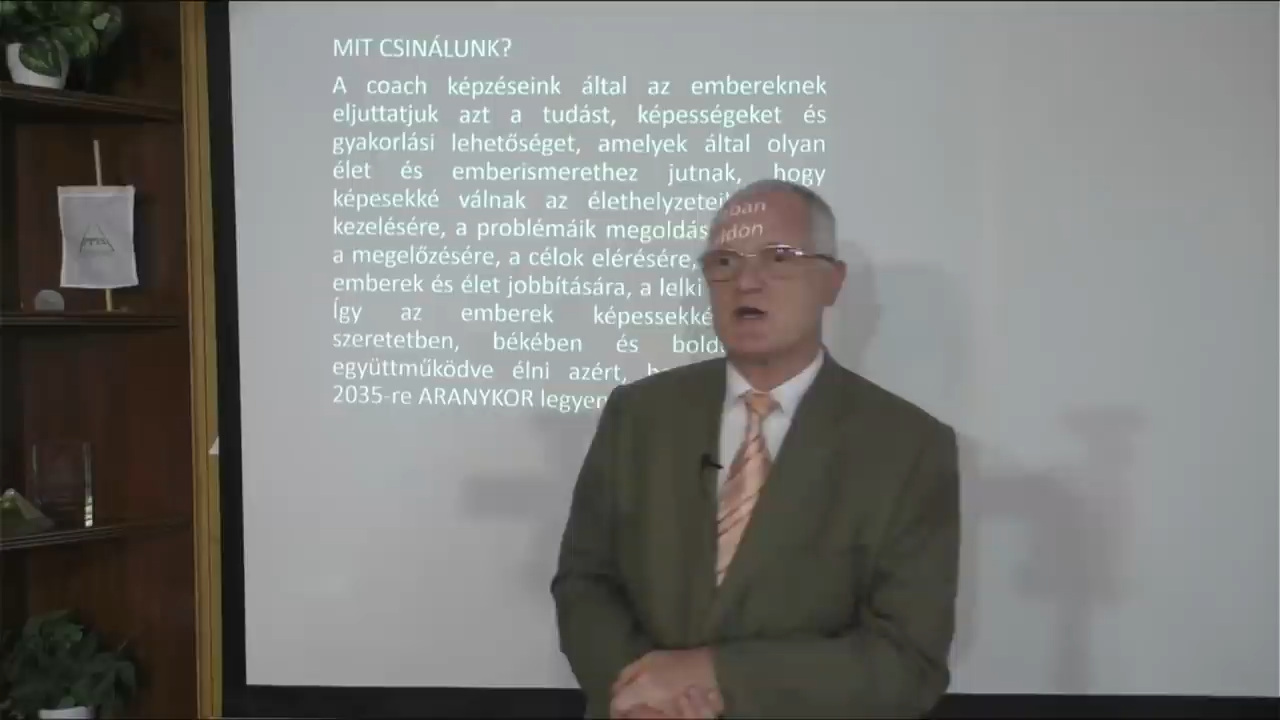 MIT CSINÁLUNK?
A coach képzéseink által az embereknek
eljuttatjuk azt a tudást, képességeket és
gyakorlási lehetőséget, amelyek által olyan
élet és emberismerethez jutnak, hogy
képesekké válnak az élethelyzeteik
kezelésére, a problémáik
a megelőzésére, a célok elérésére,
emberek és élet jobbítására, a lelki
Így az emberek képessekké
szeretetben, békében és
együttműködve élni azért,
2035-re ARANYKOR legyen